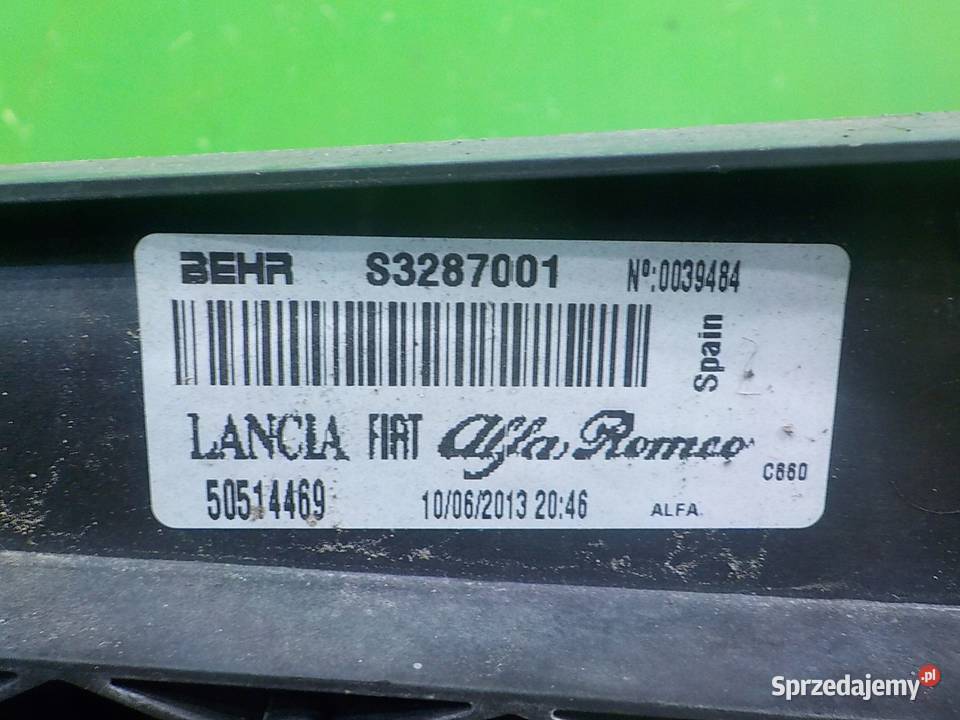 BEHR S3287001 Nº:0039484
Spain
LANCIA FIAT Alfa Romeo
C660
50514469 10/06/2013 20:46 ALFA.
Sprzedajemy.pl